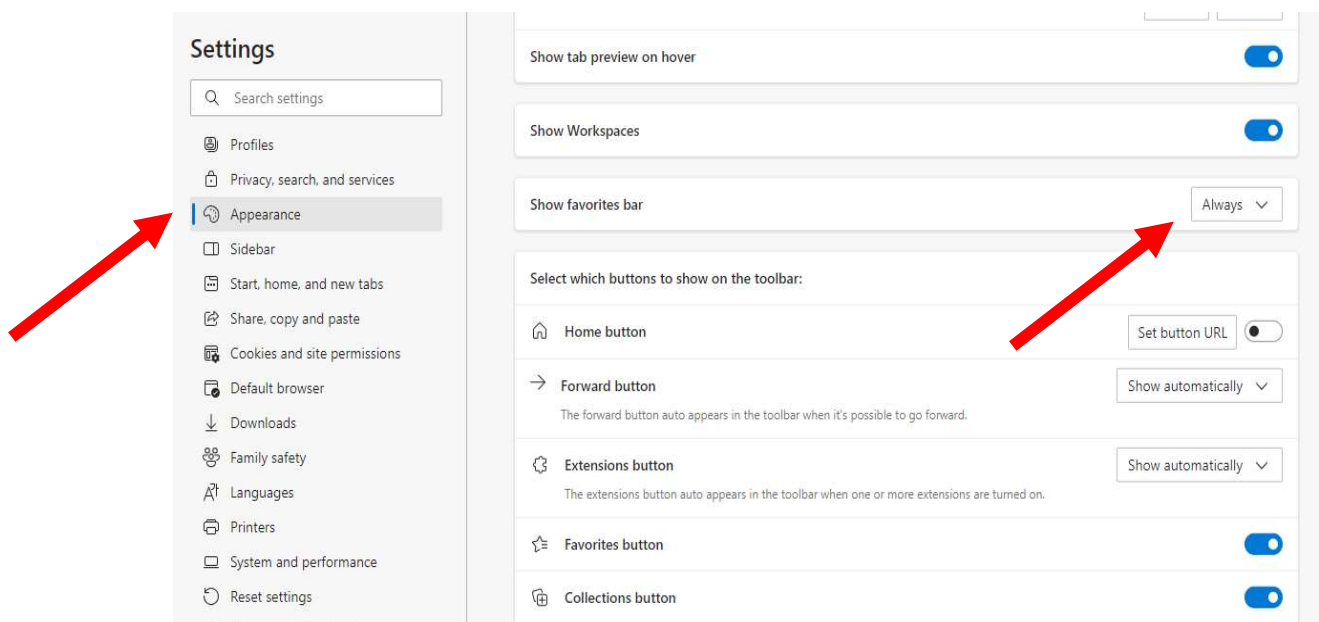 Settings
Search settings
Profiles
Privacy, search, and services
Appearance
Sidebar
Start, home, and new tabs
Share, copy and paste
Cookies and site permissions
Default browser
Downloads
Family safety
Languages
Printers
System and performance
Reset settings
Show tab preview on hover
Show Workspaces
Show favorites bar
Always
Select which buttons to show on the toolbar:
Home button
Set button URL
Forward button
Show automatically
The forward button auto appears in the toolbar when it's possible to go forward.
Extensions button
Show automatically
The extensions button auto appears in the toolbar when one or more extensions are turned on.
Favorites button
Collections button